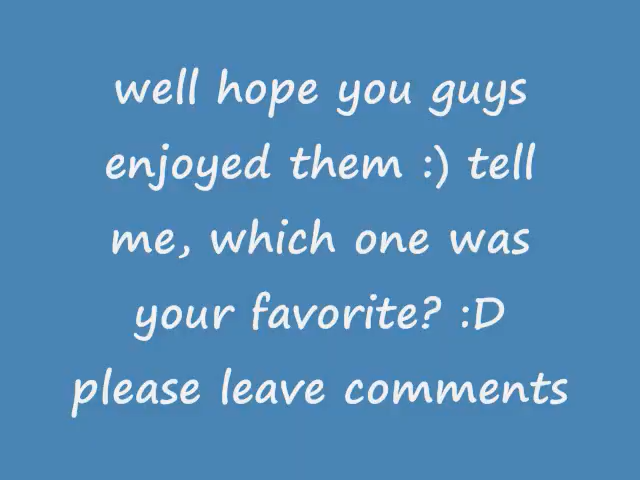 well hope you guys
enjoyed them :) tell
me, which one was
your favorite? :D
please leave comments